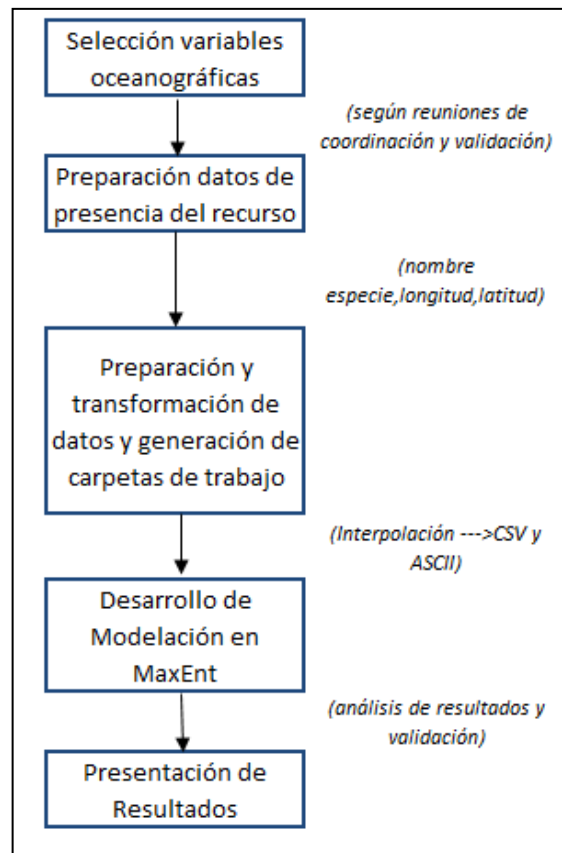 Selección variables
oceanográficas
(según reuniones de
coordinación y validación)
Preparación datos de
presencia del recurso
(nombre
especie,longitud,latitud)
Preparación y
transformación de
datos y generación de
carpetas de trabajo
(Interpolación --->CSV y
ASCII)
Desarrollo de
Modelación en
MaxEnt
(análisis de resultados y
validación)
Presentación de
Resultados